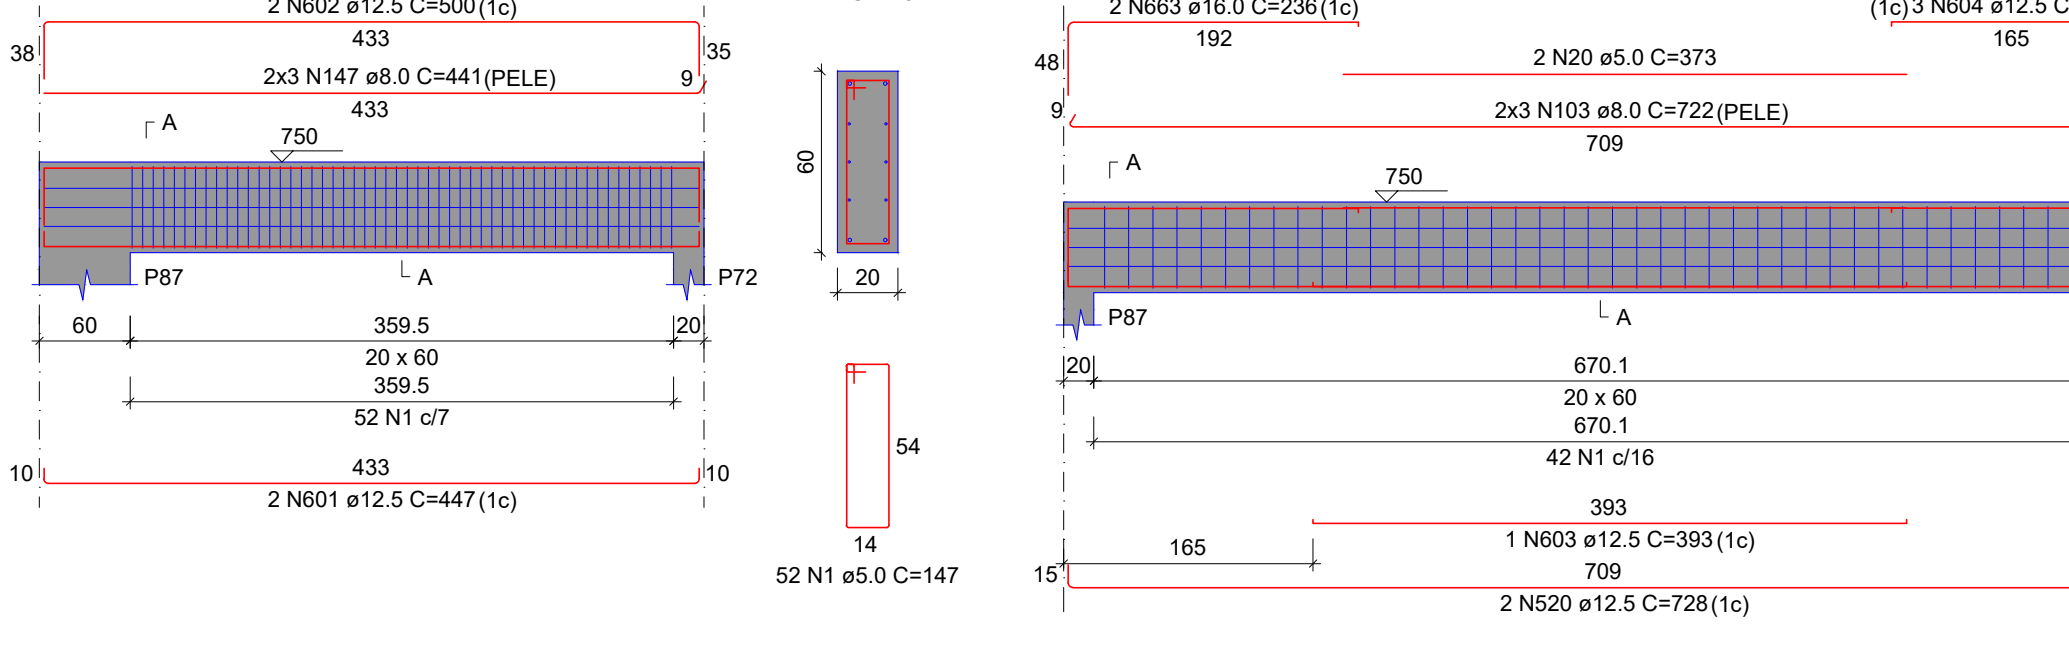 2 N602 ø12.5 C=500(1c)
38
433
35
2x3 N147 ø8.0 C=441(PELE)
9
433
A
750
A
P87
P72
60
359.5
20
20 x 60
359.5
52 N1 c/7
10
433
10
2 N601 ø12.5 C=447(1c)
60
20
54
14
52 N1 ø5.0 C=147
2 N663 ø16.0 C=236(1c)
(1c)3 N604 ø12.5 C
192
165
48
2 N20 ø5.0 C=373
9
2x3 N103 ø8.0 C=722(PELE)
709
A
750
P87
A
20
670.1
20 x 60
670.1
42 N1 c/16
393
1 N603 ø12.5 C=393(1c)
165
15
709
2 N520 ø12.5 C=728(1c)